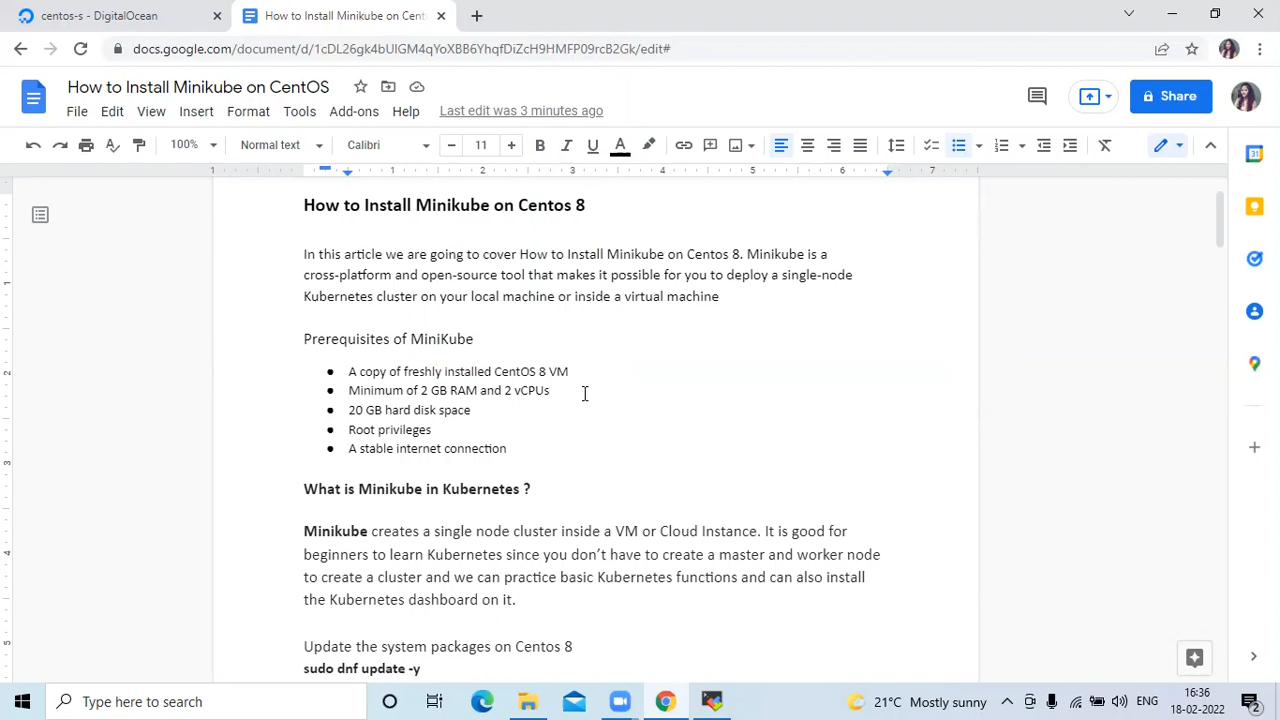 centos-s - DigitalOcean
How to Install Minikube on CentOS
docs.google.com/document/d/1cDL26gk4bUIGM4qYoXBB6YhqfDiZcH9HMFP09rcB2Gk/edit#
How to Install Minikube on CentOS
File Edit View Insert Format Tools Add-ons Help Last edit was 3 minutes ago
Share
100% Normal text Calibri 11
1 1 2 3 4 5 6 7
How to Install Minikube on Centos 8
In this article we are going to cover How to Install Minikube on Centos 8. Minikube is a
cross-platform and open-source tool that makes it possible for you to deploy a single-node
Kubernetes cluster on your local machine or inside a virtual machine
Prerequisites of MiniKube
● A copy of freshly installed CentOS 8 VM
● Minimum of 2 GB RAM and 2 vCPUs
● 20 GB hard disk space
● Root privileges
● A stable internet connection
What is Minikube in Kubernetes ?
Minikube creates a single node cluster inside a VM or Cloud Instance. It is good for
beginners to learn Kubernetes since you don’t have to create a master and worker node
to create a cluster and we can practice basic Kubernetes functions and can also install
the Kubernetes dashboard on it.
Update the system packages on Centos 8
sudo dnf update -y
Type here to search
21°C Mostly sunny
16:36
18-02-2022
2